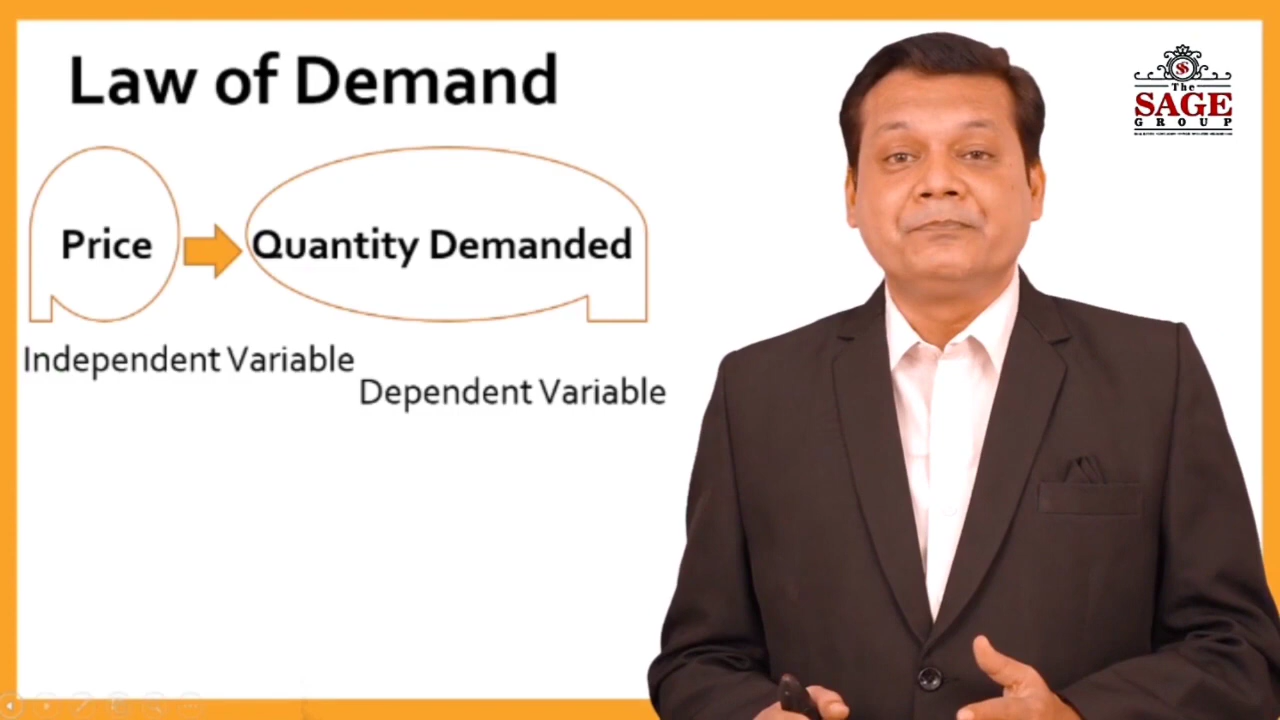 Law of Demand
Price
Quantity Demanded
Independent Variable
Dependent Variable
The
SAGE
GROUP